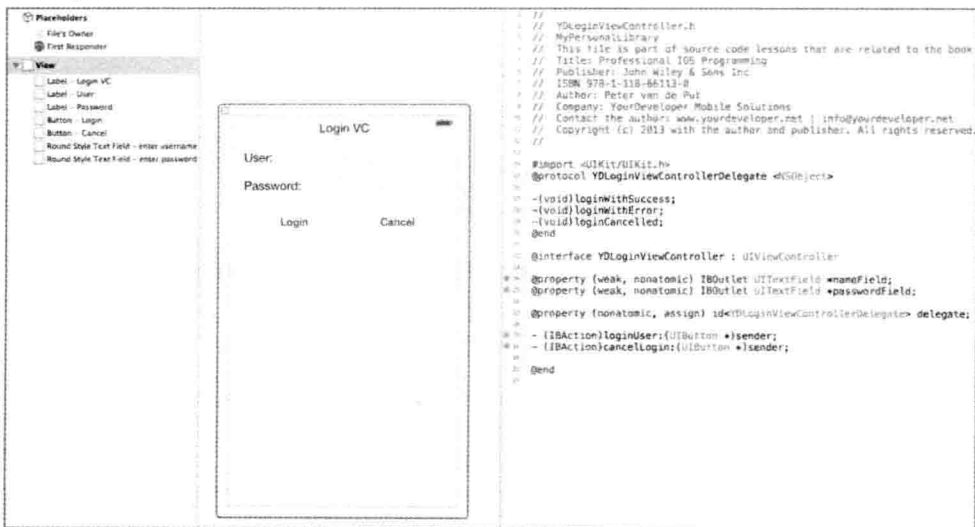 Placeholders
File's Owner
First Responder
View
Label - Login VC
Label - User
Label - Password
Button - Login
Button - Cancel
Round Style Text Field - enter username
Round Style Text Field - enter password
Login VC
User:
Password:
Login Cancel
//
// YDLoginViewController.h
// MyPersonalLibrary
// This file is part of source code lessons that are related to the book
// Title: Professional IOS Programming
// Publisher: John Wiley & Sons Inc
// ISBN 978-1-118-66113-0
// Author: Peter van de Put
// Company: YourDeveloper Mobile Solutions
// Contact the author: www.yourdeveloper.net | info@yourdeveloper.net
// Copyright (c) 2013 with the author and publisher. All rights reserved.
//
#import <UIKit/UIKit.h>
@protocol YDLoginViewControllerDelegate <NSObject>
-(void)loginWithSuccess;
-(void)loginWithError;
-(void)loginCancelled;
@end
@interface YDLoginViewController : UIViewController
@property (weak, nonatomic) IBOutlet UITextField *nameField;
@property (weak, nonatomic) IBOutlet UITextField *passwordField;
@property (nonatomic, assign) id<YDLoginViewControllerDelegate> delegate;
- (IBAction)loginUser:(UIButton *)sender;
- (IBAction)cancelLogin:(UIButton *)sender;
@end